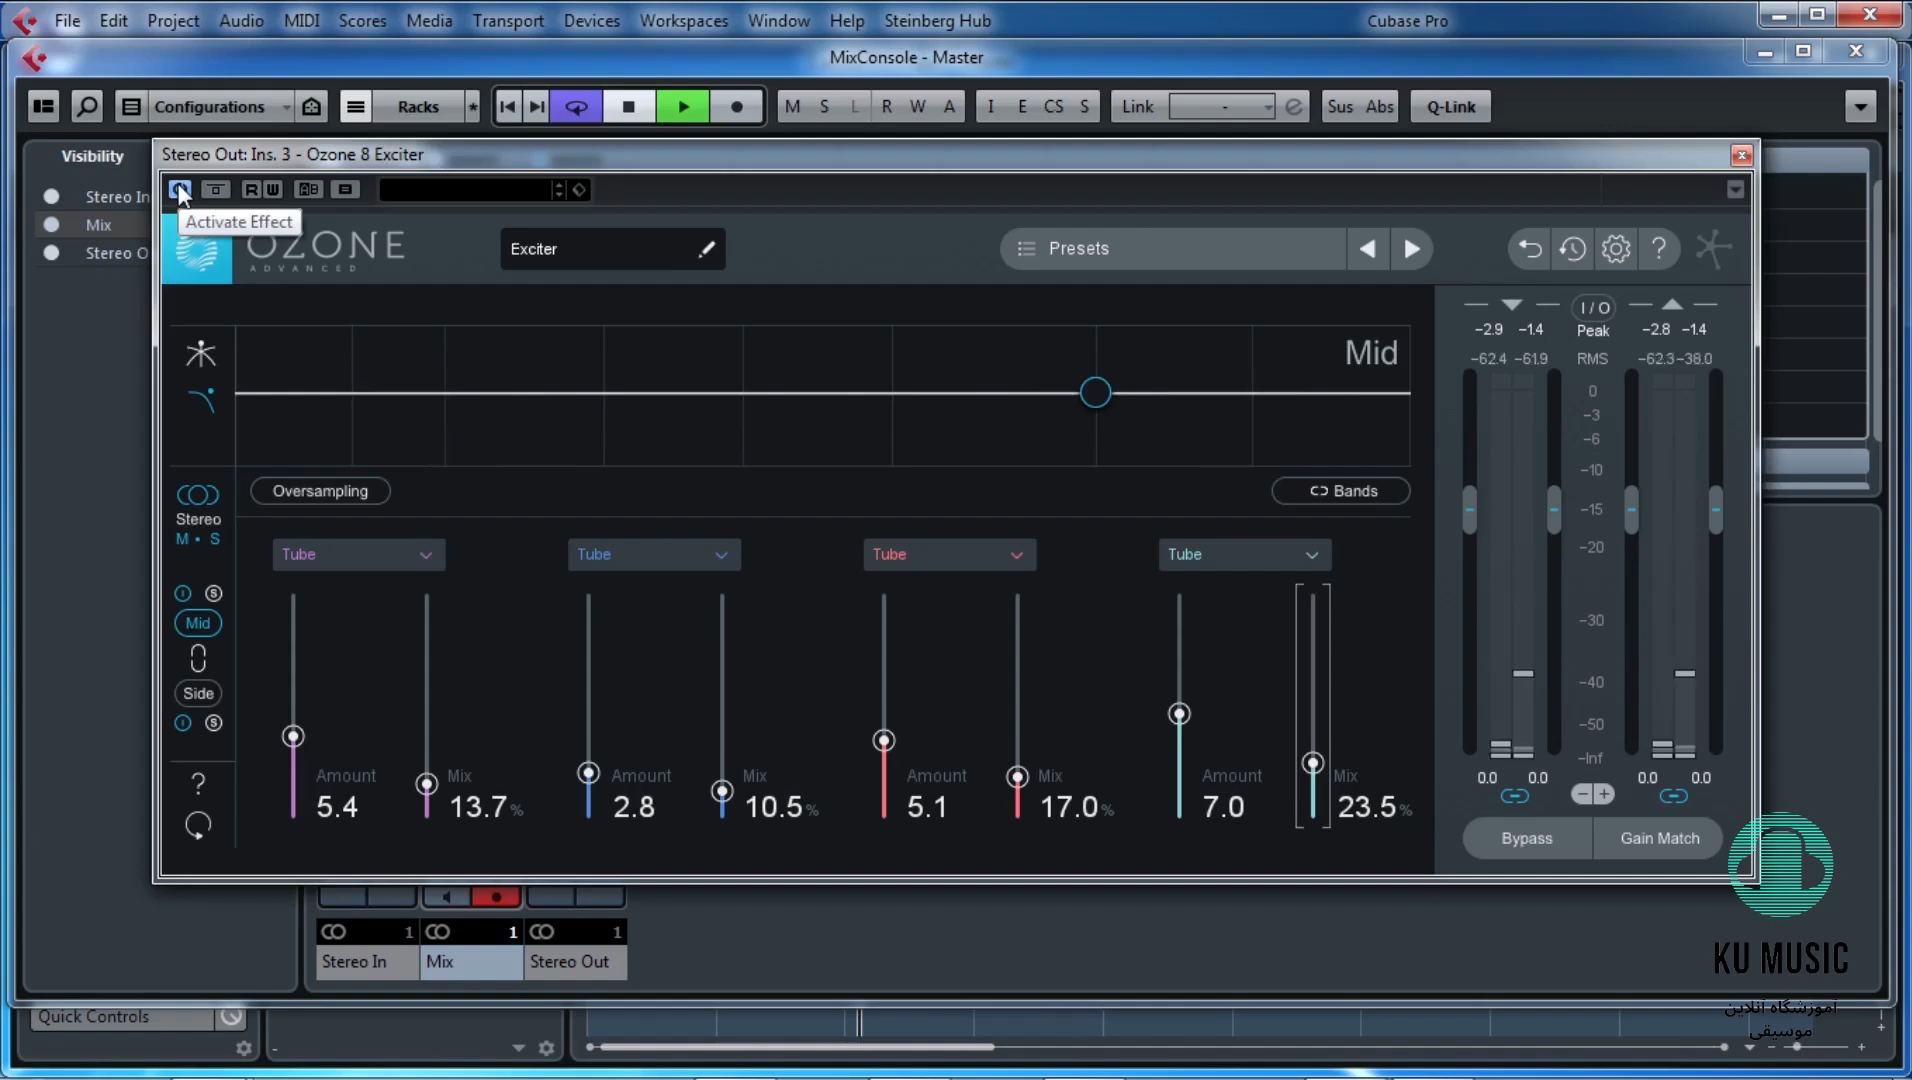 File Edit Project Audio MIDI Scores Media Transport Devices Workspaces Window Help Steinberg Hub Cubase Pro
MixConsole - Master
Configurations Racks * M S L R W A I E CS S Link - Sus Abs Q-Link
Visibility
Stereo Out: Ins. 3 - Ozone 8 Exciter
Stereo In
R W AB
Activate Effect
Mix
Stereo O
OZONE
ADVANCED
Exciter
Presets
?
I / O
-2.9 -1.4 Peak -2.8 -1.4
-62.4 -61.9 RMS -62.3 -38.0
Mid
0
-3
-6
-10
-15
-20
-30
-40
-50
-Inf
Oversampling
Bands
Stereo
M • S
Tube Tube Tube Tube
S
Mid
Side
S
?
Amount Mix Amount Mix Amount Mix Amount Mix
5.4 13.7% 2.8 10.5% 5.1 17.0% 7.0 23.5%
0.0 0.0 0.0 0.0
- +
Bypass Gain Match
1 1 1
Stereo In Mix Stereo Out
KU MUSIC
آموزشگاه آنلاین
موسیقی
Quick Controls